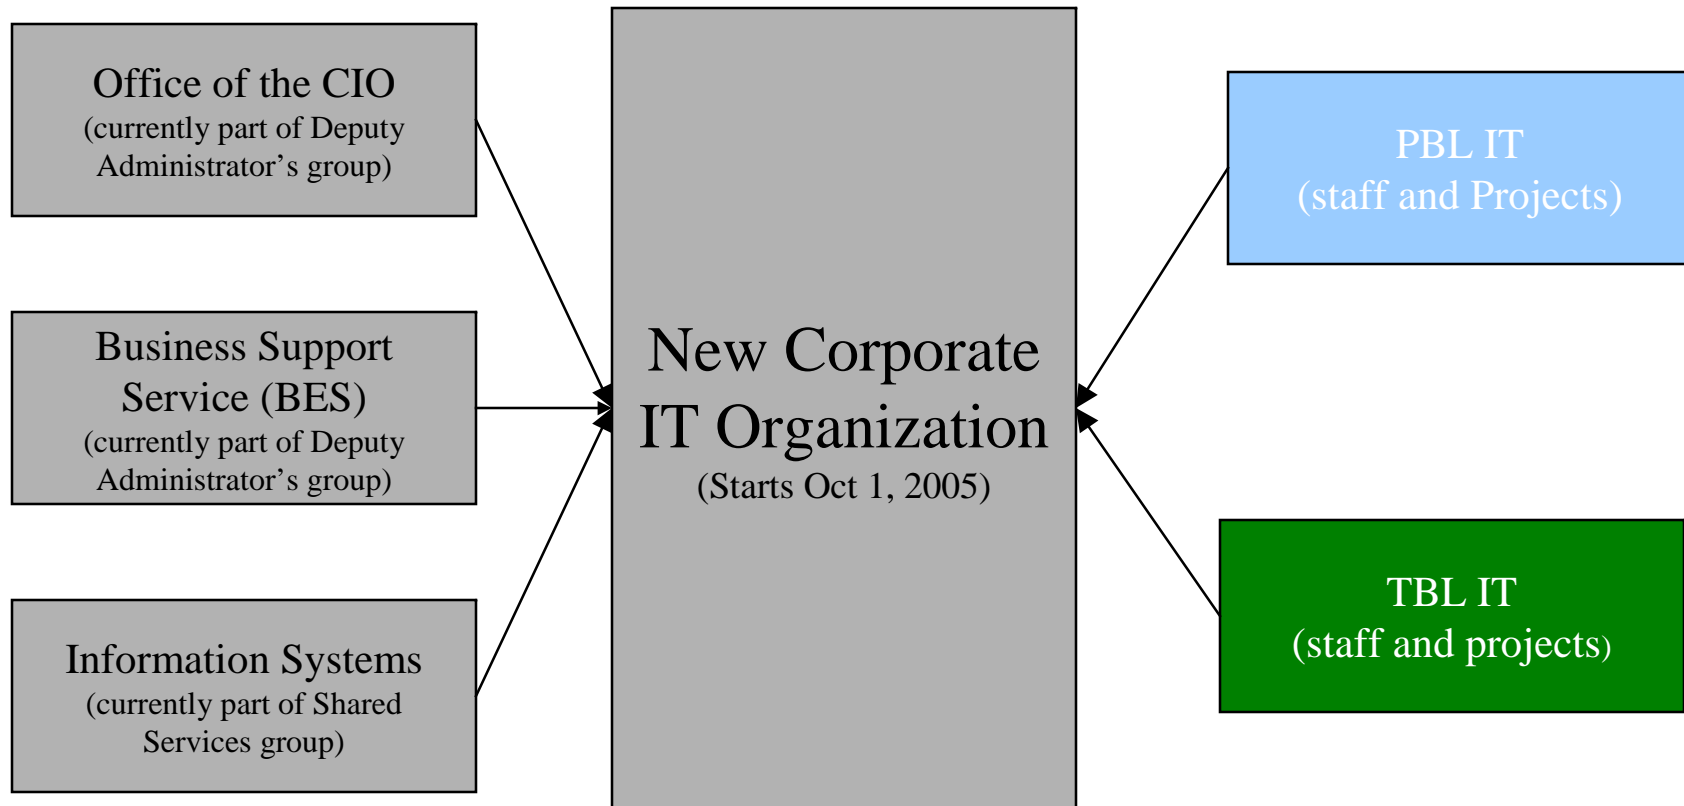 Office of the CIO
(currently part of Deputy
Administrator’s group)
Business Support
Service (BES)
(currently part of Deputy
Administrator’s group)
Information Systems
(currently part of Shared
Services group)
New Corporate
IT Organization
(Starts Oct 1, 2005)
PBL IT
(staff and Projects)
TBL IT
(staff and projects)